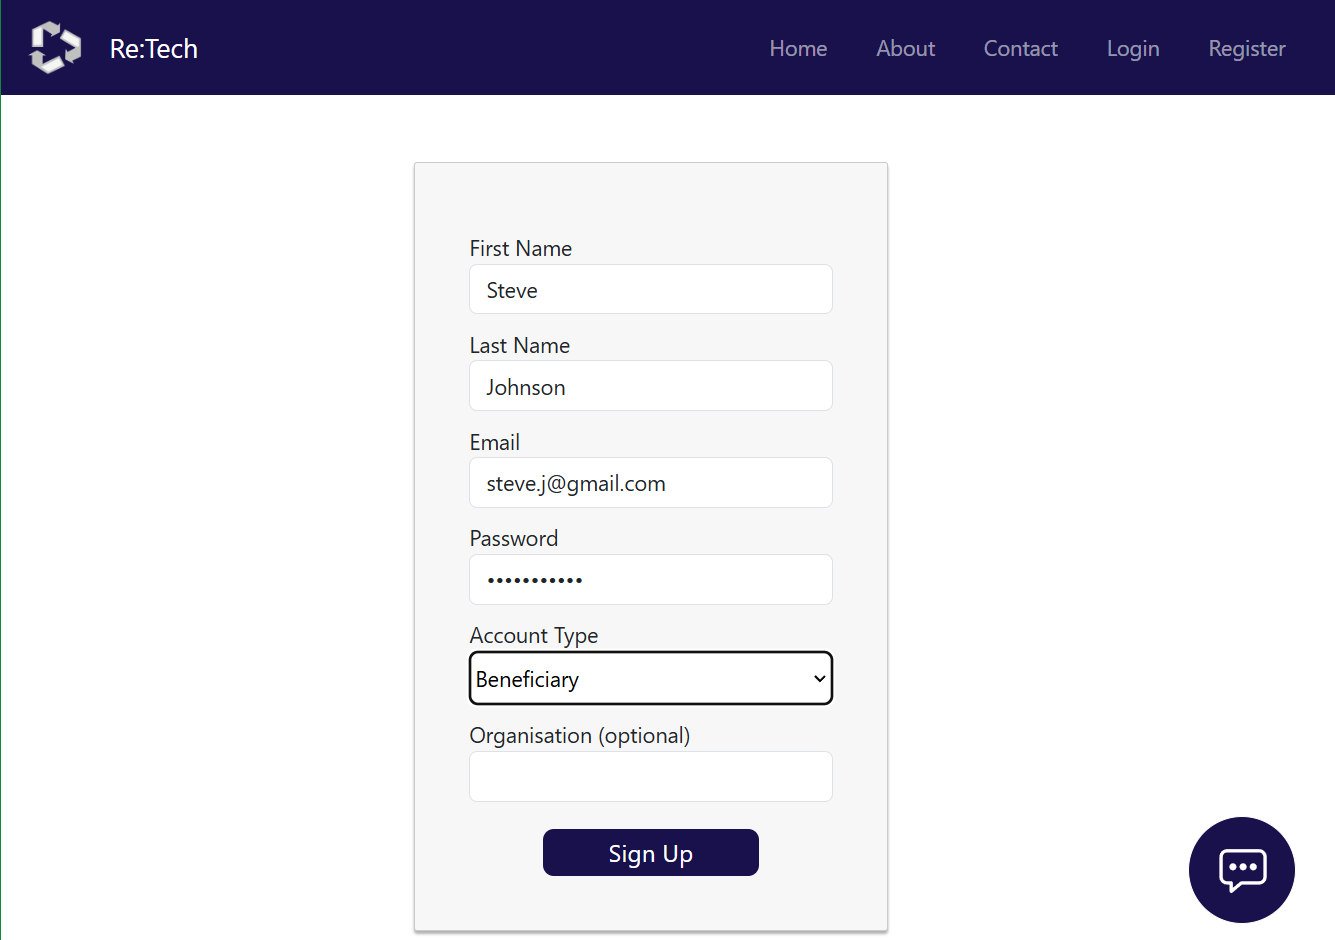 Re:Tech Home About Contact Login Register
First Name
Steve
Last Name
Johnson
Email
steve.j@gmail.com
Password
•••••••••••
Account Type
Beneficiary
Organisation (optional)
Sign Up